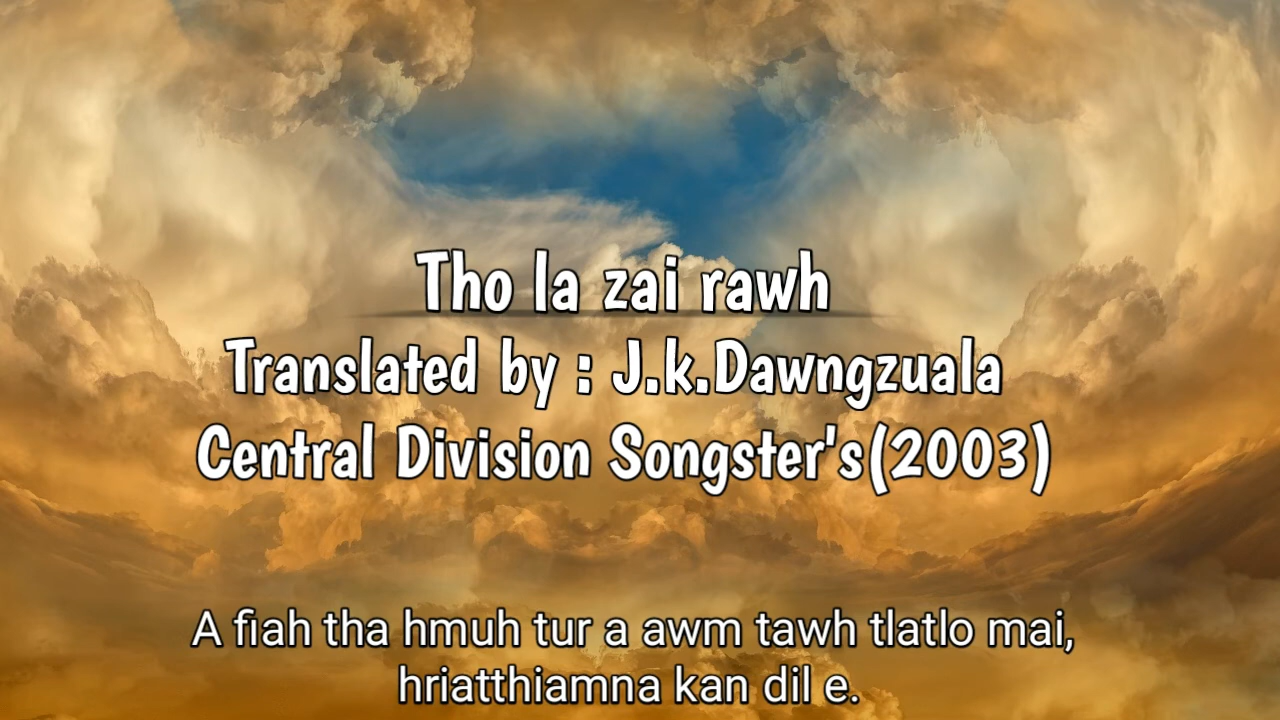 Tho la zai rawh
Translated by : J.k.Dawngzuala
Central Division Songster's(2003)
A fiah tha hmuh tur a awm tawh tlatlo mai,
hriatthiamna kan dil e.